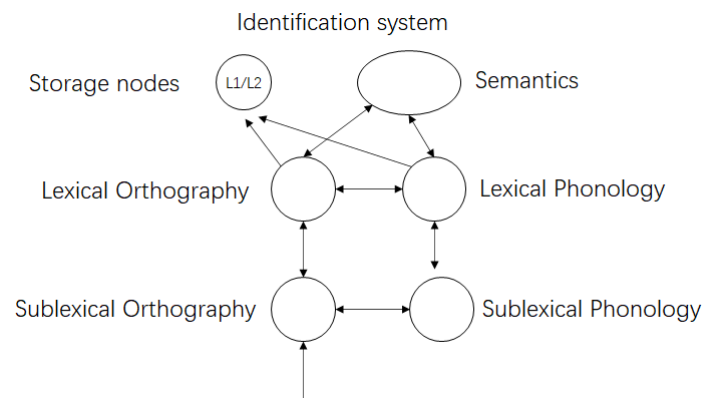 Identification system
Storage nodes
L1/L2
Semantics
Lexical Orthography
Lexical Phonology
Sublexical Orthography
Sublexical Phonology